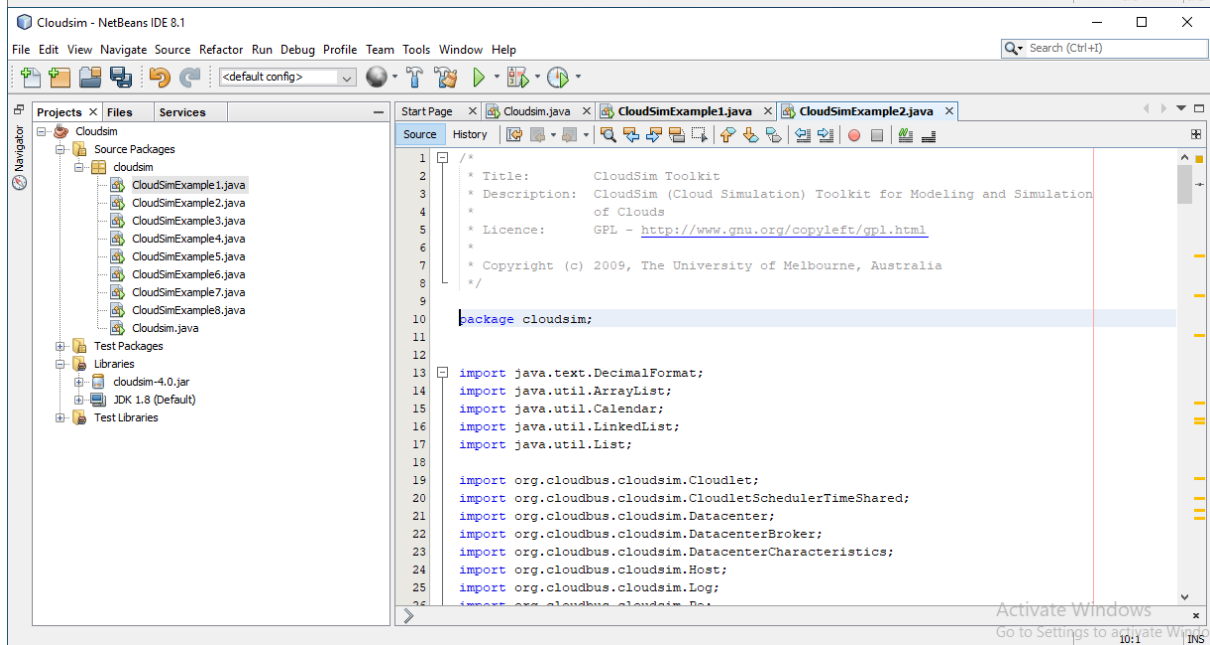 Cloudsim - NetBeans IDE 8.1
File Edit View Navigate Source Refactor Run Debug Profile Team Tools Window Help
Search (Ctrl+I)
<default config>
Projects Files Services
Navigator
Cloudsim
Source Packages
cloudsim
CloudSimExample1.java
CloudSimExample2.java
CloudSimExample3.java
CloudSimExample4.java
CloudSimExample5.java
CloudSimExample6.java
CloudSimExample7.java
CloudSimExample8.java
Cloudsim.java
Test Packages
Libraries
cloudsim-4.0.jar
JDK 1.8 (Default)
Test Libraries
Start Page Cloudsim.java CloudSimExample1.java CloudSimExample2.java
Source History
1 /*
2 * Title: CloudSim Toolkit
3 * Description: CloudSim (Cloud Simulation) Toolkit for Modeling and Simulation
4 * of Clouds
5 * Licence: GPL - http://www.gnu.org/copyleft/gpl.html
6 *
7 * Copyright (c) 2009, The University of Melbourne, Australia
8 */
9
10 package cloudsim;
11
12
13 import java.text.DecimalFormat;
14 import java.util.ArrayList;
15 import java.util.Calendar;
16 import java.util.LinkedList;
17 import java.util.List;
18
19 import org.cloudbus.cloudsim.Cloudlet;
20 import org.cloudbus.cloudsim.CloudletSchedulerTimeShared;
21 import org.cloudbus.cloudsim.Datacenter;
22 import org.cloudbus.cloudsim.DatacenterBroker;
23 import org.cloudbus.cloudsim.DatacenterCharacteristics;
24 import org.cloudbus.cloudsim.Host;
25 import org.cloudbus.cloudsim.Log;
26 import org.cloudbus.cloudsim.
Activate Windows
Go to Settings to activate Windo
10:1 INS